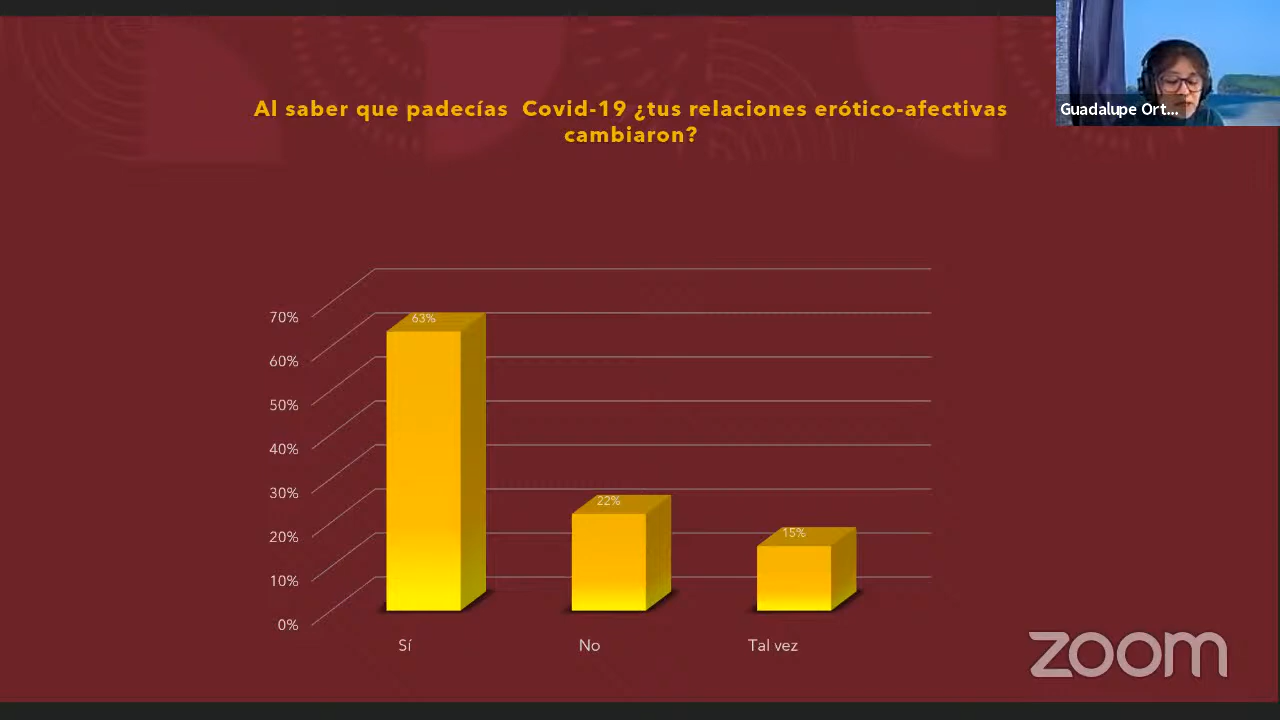 Guadalupe Ort...
Al saber que padecías Covid-19 ¿tus relaciones erótico-afectivas
cambiaron?
70%
60%
50%
40%
30%
20%
10%
0%
63%
22%
15%
Sí
No
Tal vez
zoom